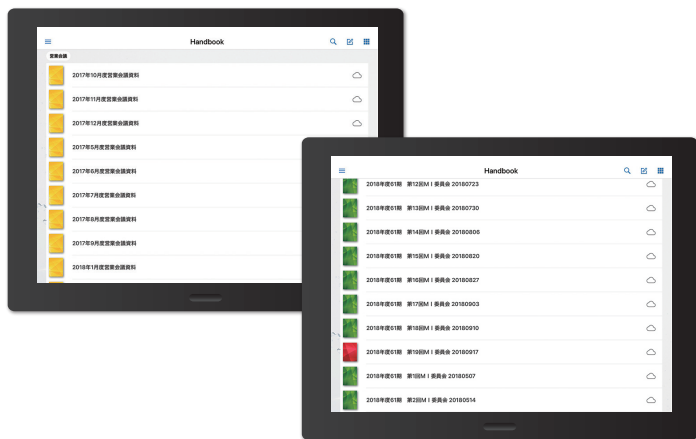 Handbook
営業会議
2017年10月度営業会議資料
2017年11月度営業会議資料
2017年12月度営業会議資料
2017年5月度営業会議資料
2017年6月度営業会議資料
2017年7月度営業会議資料
2017年8月度営業会議資料
2017年9月度営業会議資料
2018年1月度営業会議資料
Handbook
2018年度61期 第12回MI委員会 20180723
2018年度61期 第13回MI委員会 20180730
2018年度61期 第14回MI委員会 20180806
2018年度61期 第15回MI委員会 20180820
2018年度61期 第16回MI委員会 20180827
2018年度61期 第17回MI委員会 20180903
2018年度61期 第18回MI委員会 20180910
2018年度61期 第19回MI委員会 20180917
2018年度61期 第1回MI委員会 20180507
2018年度61期 第2回MI委員会 20180514